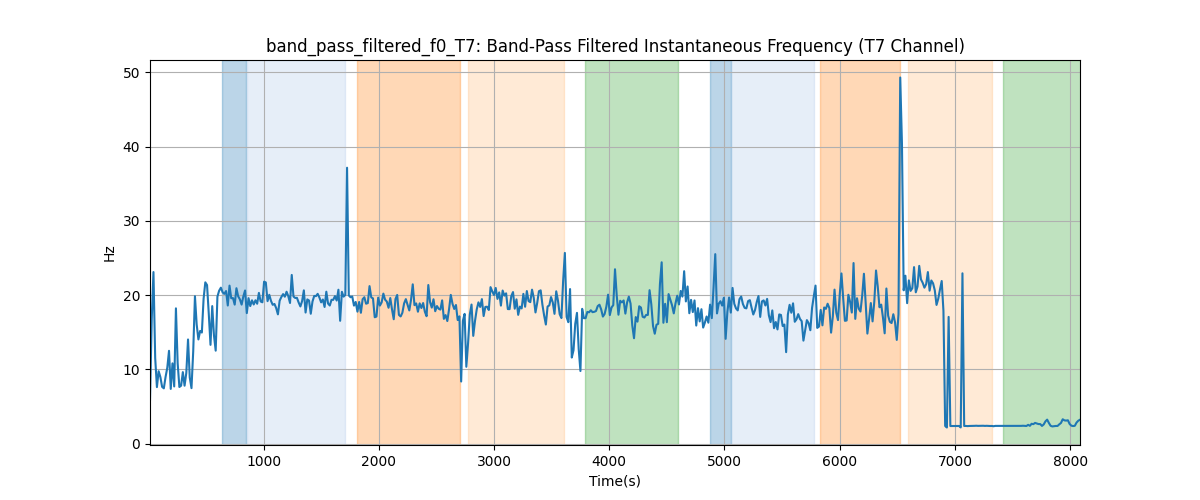 band_pass_filtered_f0_T7: Band-Pass Filtered Instantaneous Frequency (T7 Channel)
50
40
30
20
10
0
Hz
1000 2000 3000 4000 5000 6000 7000 8000
Time(s)